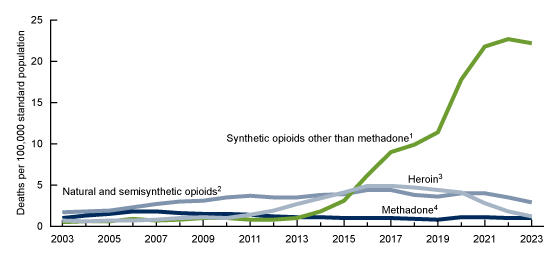 Deaths per 100,000 standard population
25
20
15
10
5
0
Synthetic opioids other than methadone¹
Heroin³
Natural and semisynthetic opioids²
Methadone⁴
2003 2005 2007 2009 2011 2013 2015 2017 2019 2021 2023